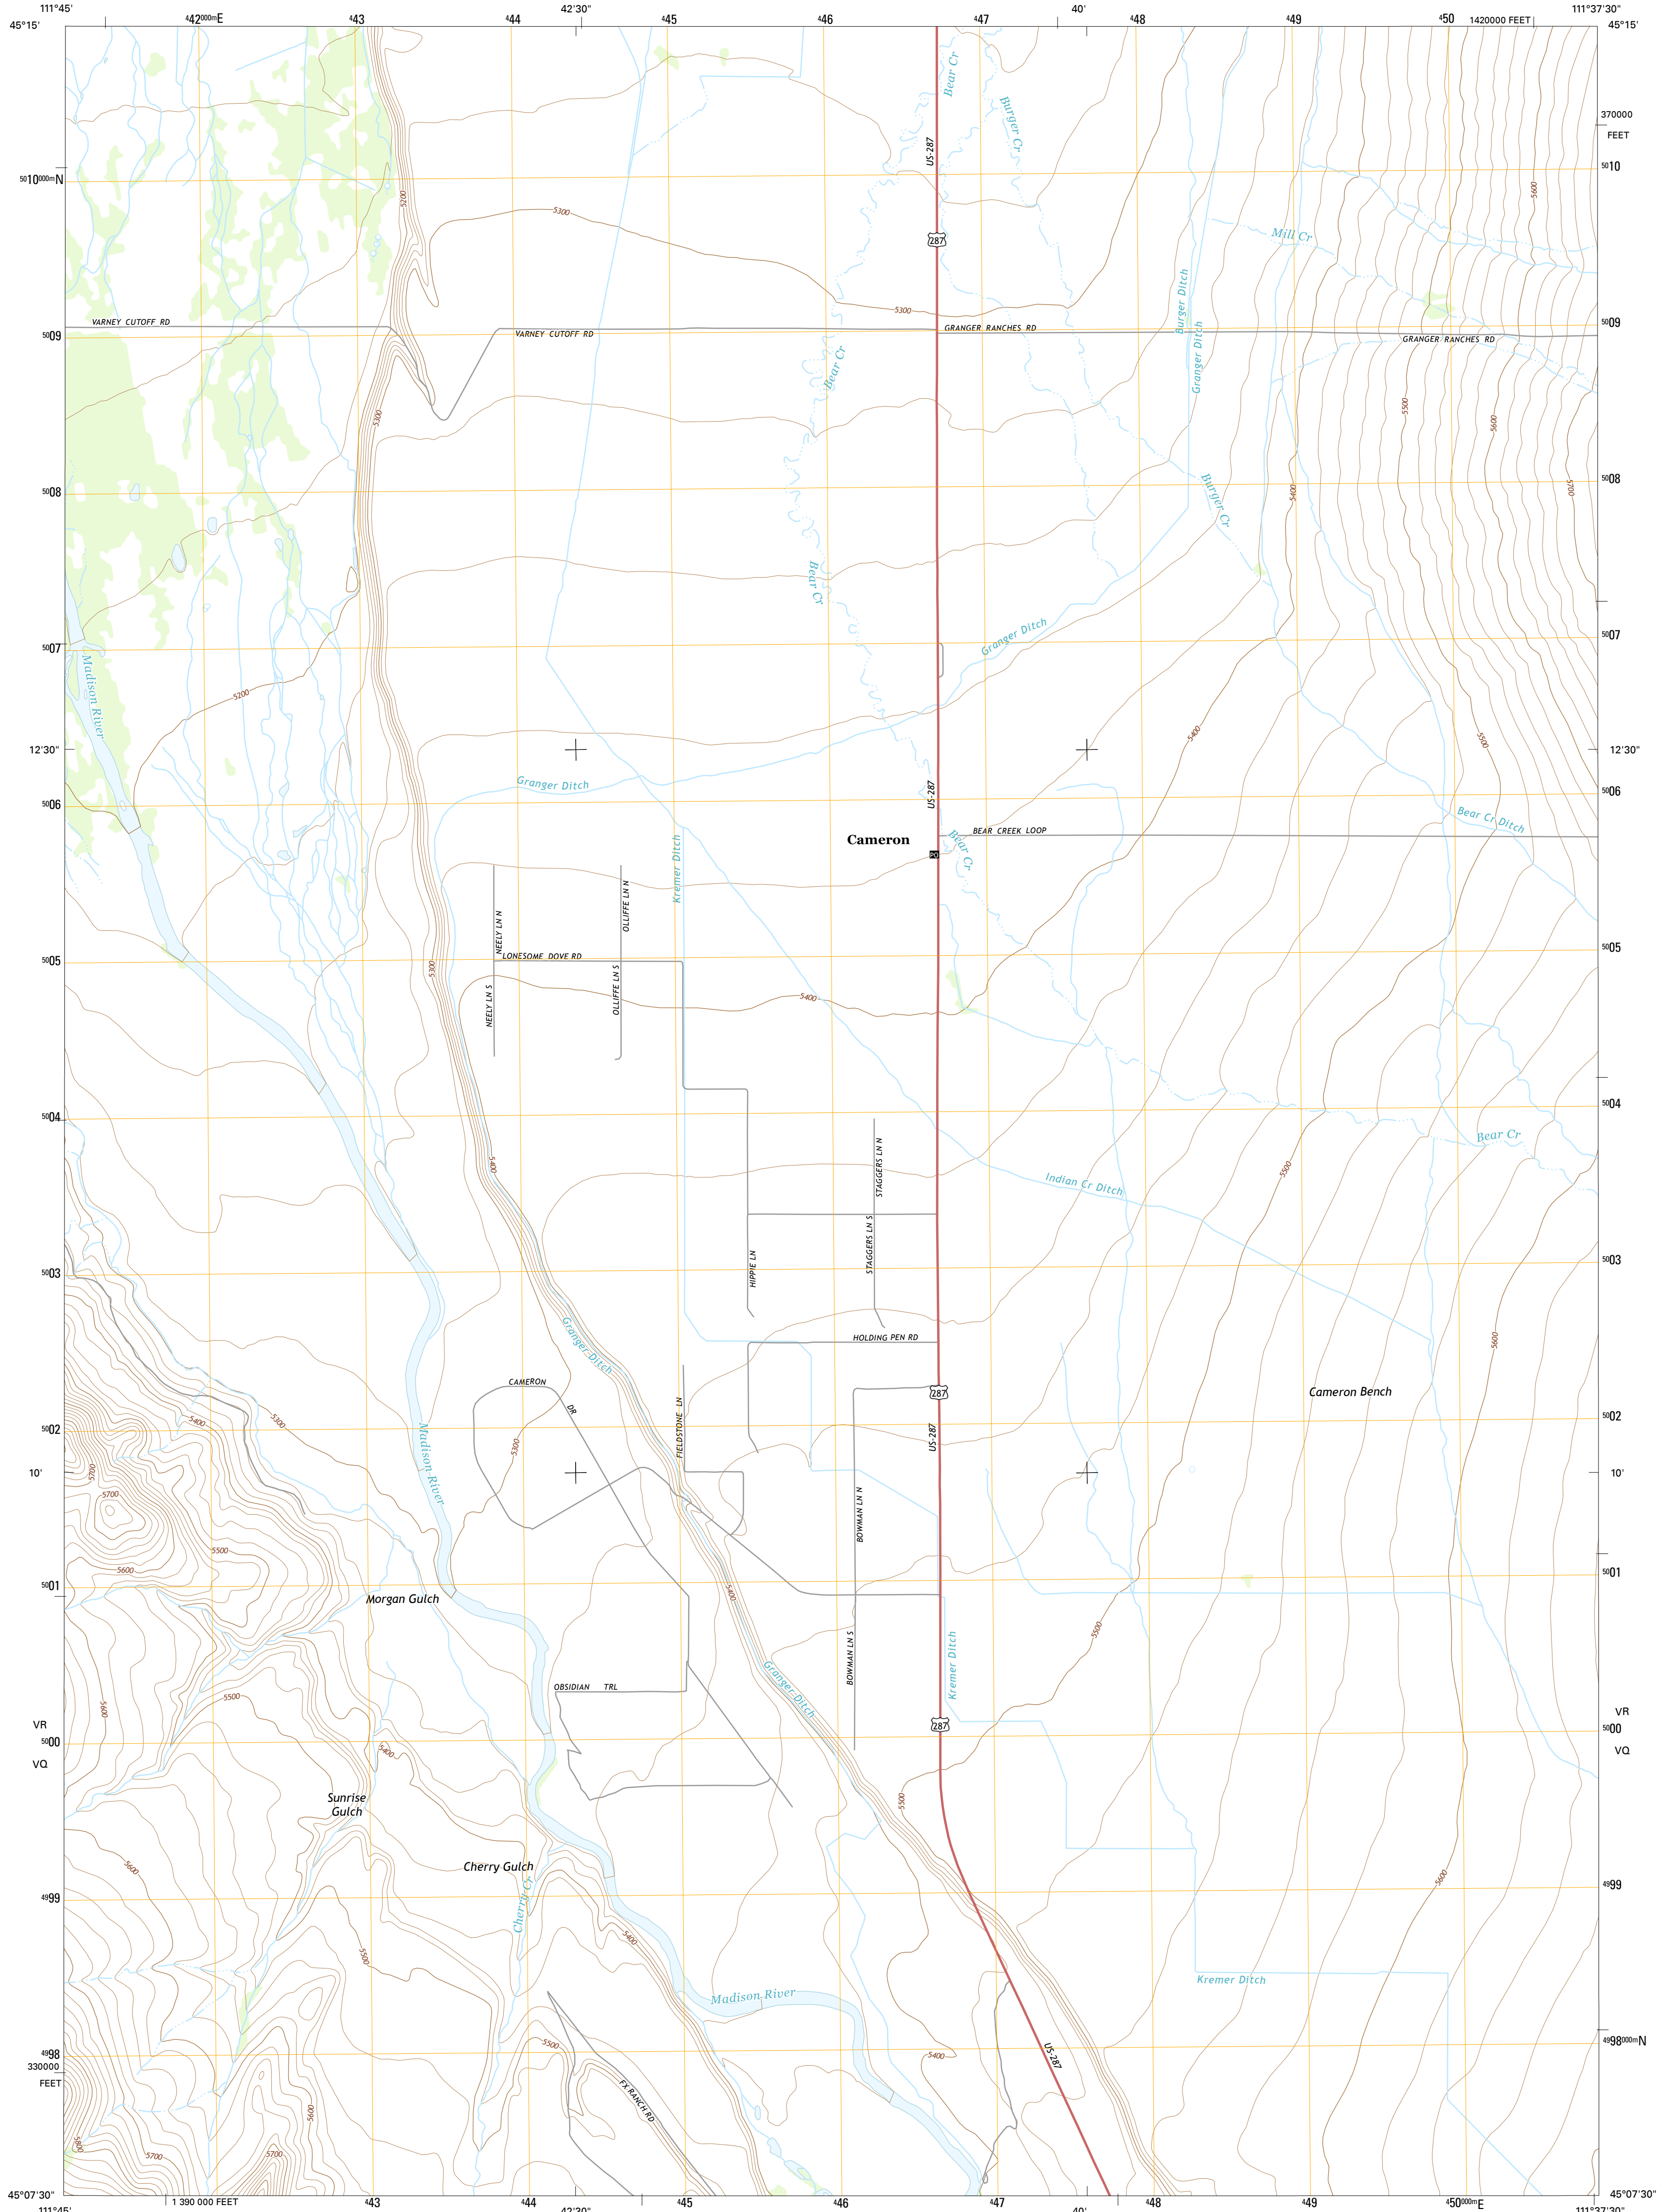 111°45'
442000mE
443
444
42'30"
445
446
447
40'
448
449
450
1420000 FEET
111°37'30"
45°15'
45°15'
Bear Cr
Burger Cr
370000
FEET
US-287
5010000mN
5010
5200
5600
5300
Mill Cr
287
Burger Ditch
5300
VARNEY CUTOFF RD
VARNEY CUTOFF RD
GRANGER RANCHES RD
GRANGER RANCHES RD
5009
5009
Granger Ditch
Bear Cr
5300
5500
5600
5008
5400
Burger Cr
5700
5008
Bear Cr
Granger Ditch
5007
5007
Madison River
5200
5400
5500
12'30"
12'30"
Granger Ditch
US-287
5006
5006
Bear Cr Ditch
Cameron
PO
BEAR CREEK LOOP
Bear Cr
Kremer Ditch
NEELY LN N
OLLIFFE LN N
5005
5300
LONESOME DOVE RD
5005
NEELY LN S
OLLIFFE LN S
5400
5004
5004
Bear Cr
5400
STAGGERS LN N
5500
Indian Cr Ditch
STAGGERS LN S
HIPPIE LN
5003
5003
Granger Ditch
HOLDING PEN RD
5600
CAMERON
DR
287
Cameron Bench
FIELDSTONE LN
5400
5300
5002
5300
US-287
5002
Madison River
5700
10'
10'
5700
BOWMAN LN N
5500
5600
5001
5001
Morgan Gulch
5400
5500
BOWMAN LN S
Kremer Ditch
Granger Ditch
OBSIDIAN TRL
5500
5600
VR
VR
287
5000
5000
5400
VQ
VQ
Sunrise
Gulch
5500
5600
Cherry Gulch
5600
4999
4999
Cherry Cr
5400
5500
Kremer Ditch
Madison River
5500
US-287
5400
4998
4998000mN
330000
FEET
FX RANCH RD
5600
5800
5700
5700
45°07'30"
45°07'30"
1 390 000 FEET
443
444
445
446
447
448
449
450000mE
111°45'
42'30"
40'
111°37'30"